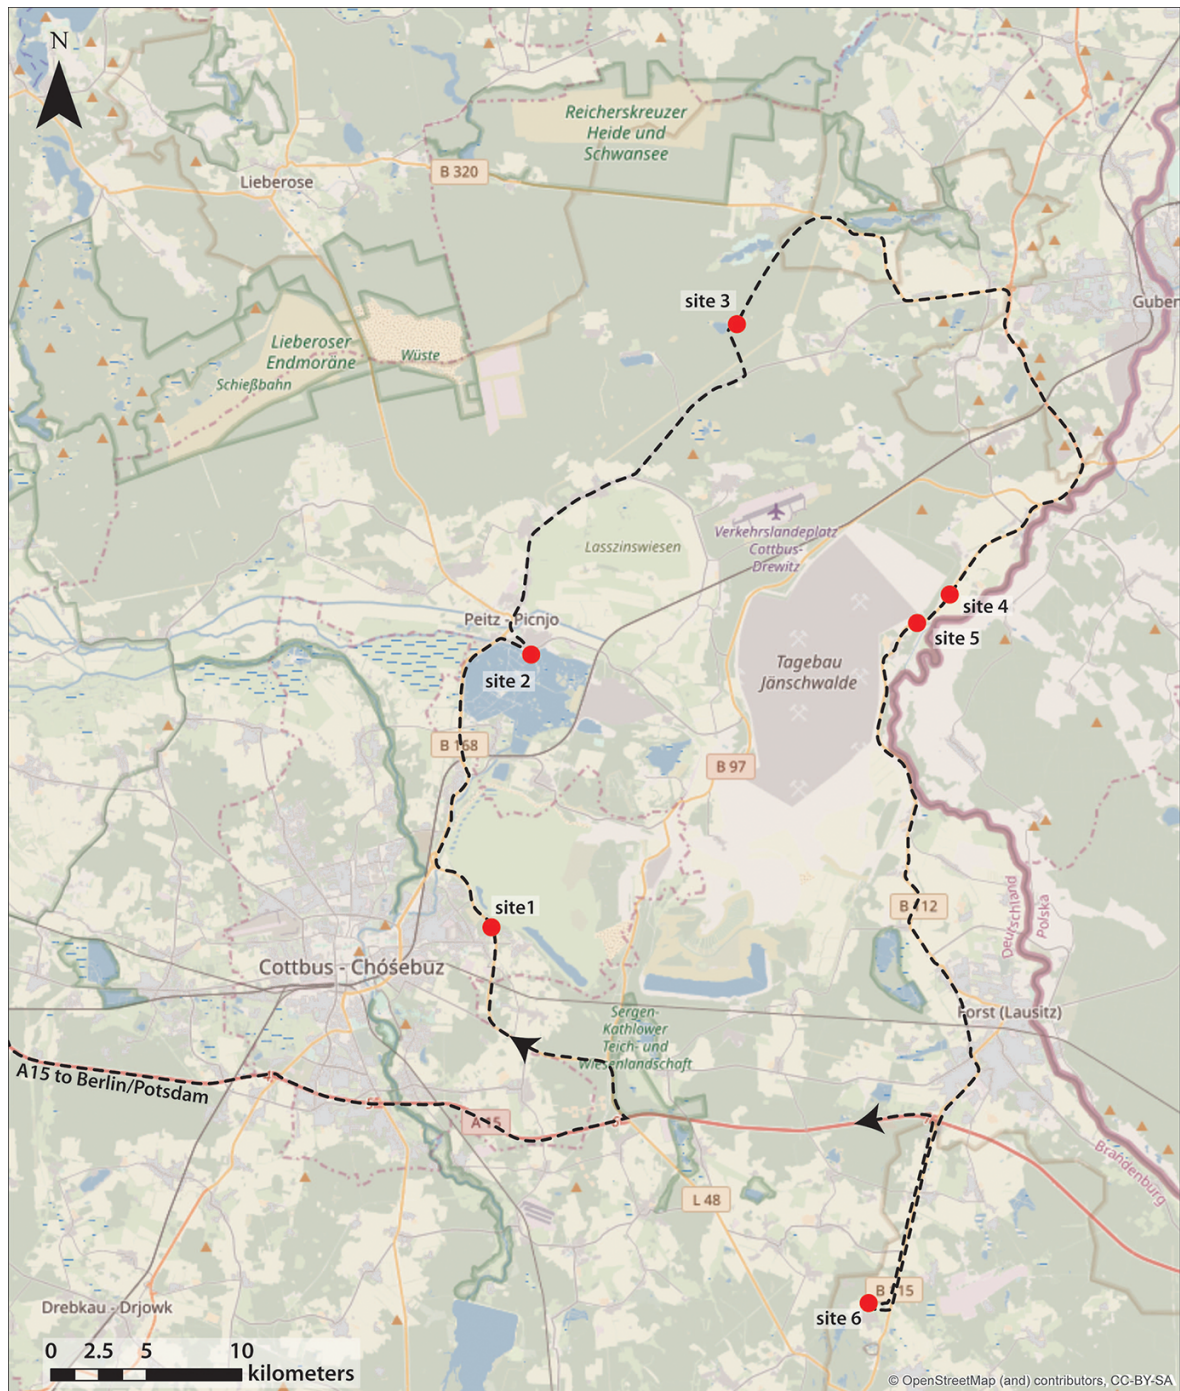 N
Reicherskreuzer
Heide und
Schwansee
B 320
Lieberose
site 3
Guben
Lieberoser
Endmoräne
Wüste
Schießbahn
Verkehrslandeplatz
Cottbus-
Drewitz
Lasszinswiesen
site 4
Peitz - Picnjo
site 5
Tagebau
Jänschwalde
site 2
B 168
B 97
site1
B 112
Deutschland
Polska
Cottbus - Chóśebuz
Forst (Lausitz)
Sergen-
Kathlower
Teich- und
Wiesenlandschaft
A15 to Berlin/Potsdam
A 15
Brandenburg
L 48
B 115
site 6
Drebkau - Drjowk
0 2.5 5 10
kilometers
© OpenStreetMap (and) contributors, CC-BY-SA